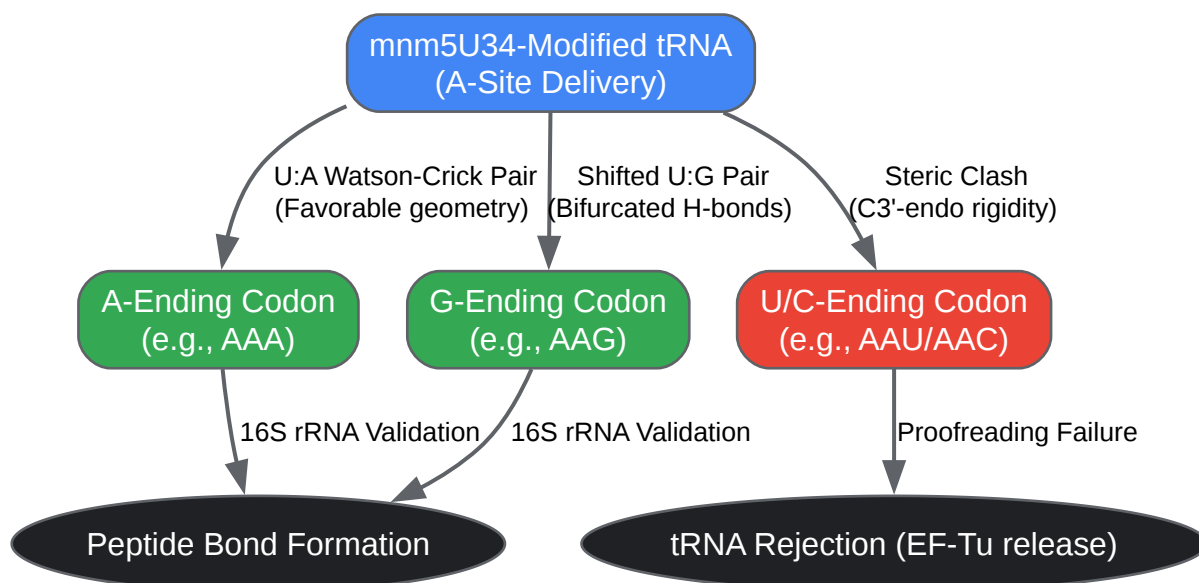 mnm5U34-Modified tRNA
(A-Site Delivery)
U:A Watson-Crick Pair
(Favorable geometry)
Shifted U:G Pair
(Bifurcated H-bonds)
Steric Clash
(C3'-endo rigidity)
A-Ending Codon
(e.g., AAA)
G-Ending Codon
(e.g., AAG)
U/C-Ending Codon
(e.g., AAU/AAC)
16S rRNA Validation
16S rRNA Validation
Proofreading Failure
Peptide Bond Formation
tRNA Rejection (EF-Tu release)